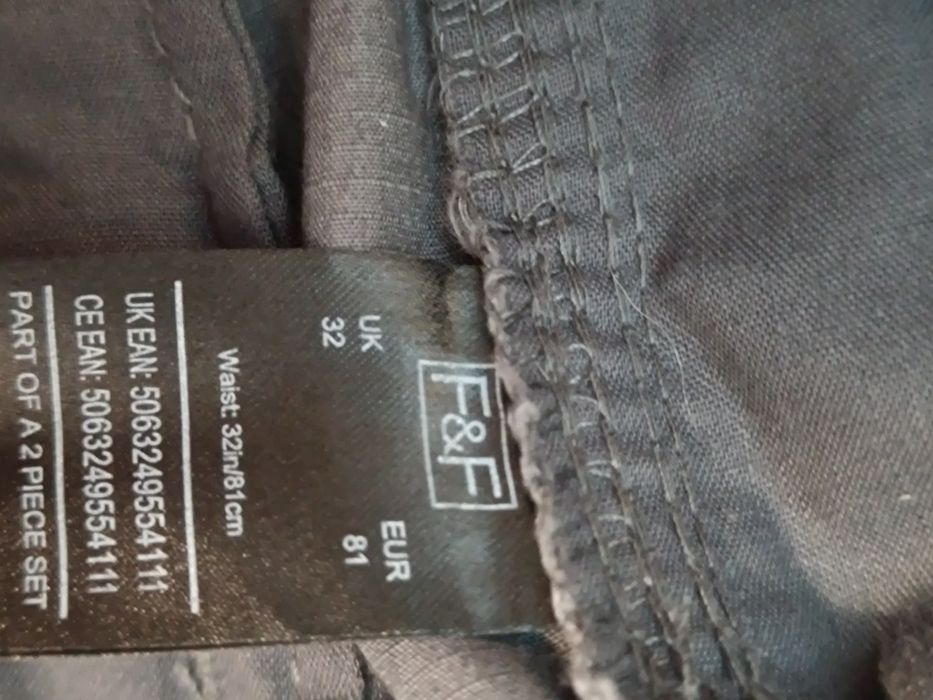 F&F
UK EUR
32 81
Waist: 32in/81cm
UK EAN: 5063249554111
CE EAN: 5063249554111
PART OF A 2 PIECE SET